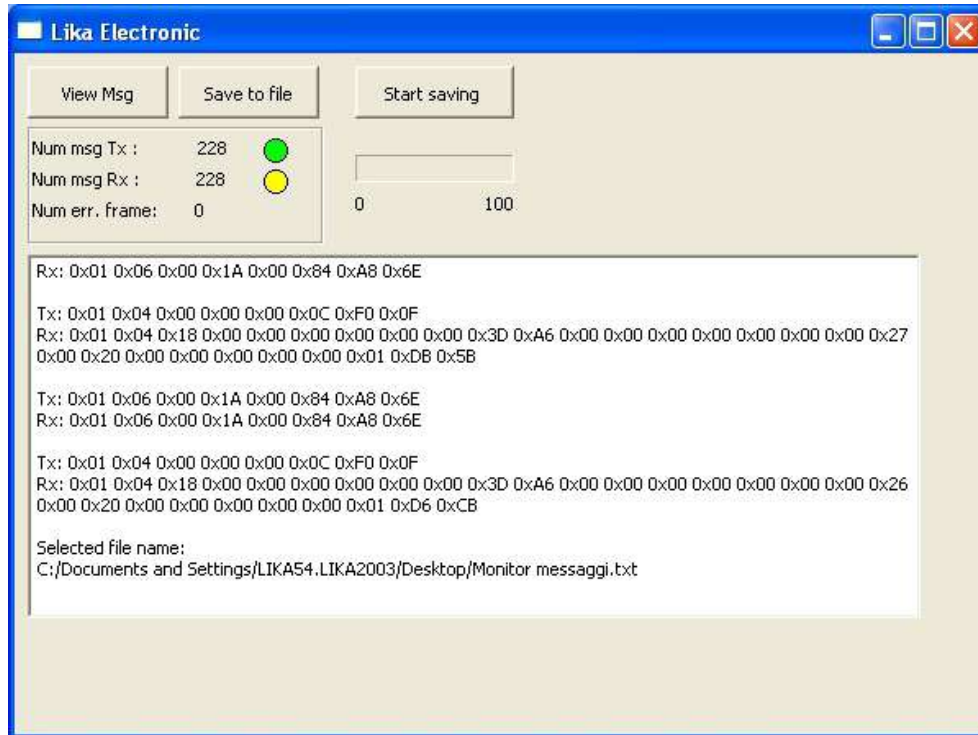 Lika Electronic
View Msg Save to file Start saving
Num msg Tx : 228
Num msg Rx : 228
Num err. frame: 0
0 100
Rx: 0x01 0x06 0x00 0x1A 0x00 0x84 0xA8 0x6E
Tx: 0x01 0x04 0x00 0x00 0x00 0x0C 0xF0 0x0F
Rx: 0x01 0x04 0x18 0x00 0x00 0x00 0x00 0x00 0x00 0x00 0x3D 0xA6 0x00 0x00 0x00 0x00 0x00 0x00 0x00 0x27
0x00 0x20 0x00 0x00 0x00 0x00 0x00 0x01 0xDB 0x5B
Tx: 0x01 0x06 0x00 0x1A 0x00 0x84 0xA8 0x6E
Rx: 0x01 0x06 0x00 0x1A 0x00 0x84 0xA8 0x6E
Tx: 0x01 0x04 0x00 0x00 0x00 0x0C 0xF0 0x0F
Rx: 0x01 0x04 0x18 0x00 0x00 0x00 0x00 0x00 0x00 0x00 0x3D 0xA6 0x00 0x00 0x00 0x00 0x00 0x00 0x00 0x26
0x00 0x20 0x00 0x00 0x00 0x00 0x00 0x01 0xD6 0xCB
Selected file name:
C:/Documents and Settings/LIKA54.LIKA2003/Desktop/Monitor messaggi.txt